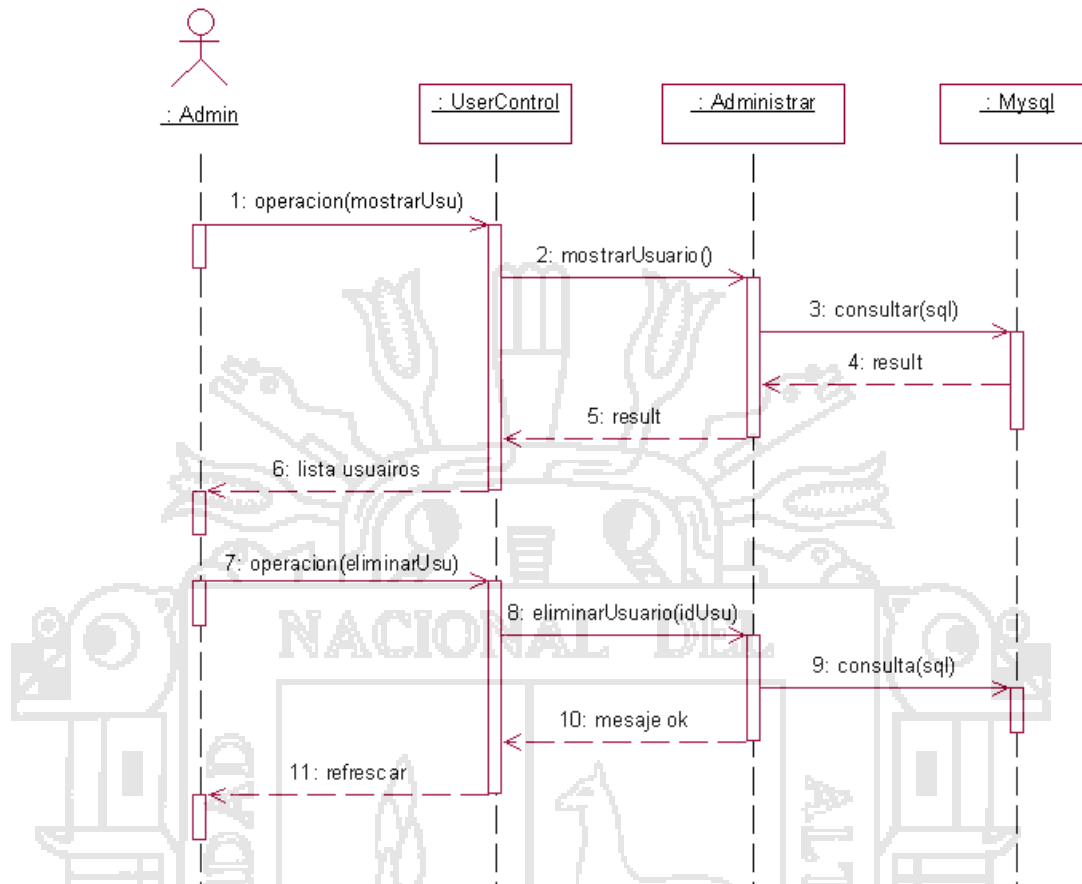 : Admin
: UserControl
: Administrar
: Mysql
1: operacion(mostrarUsu)
2: mostrarUsuario()
3: consultar(sql)
4: result
5: result
6: lista usuairos
7: operacion(eliminarUsu)
8: eliminarUsuario(idUsu)
9: consulta(sql)
10: mesaje ok
11: refrescar
NACIONAL DEL